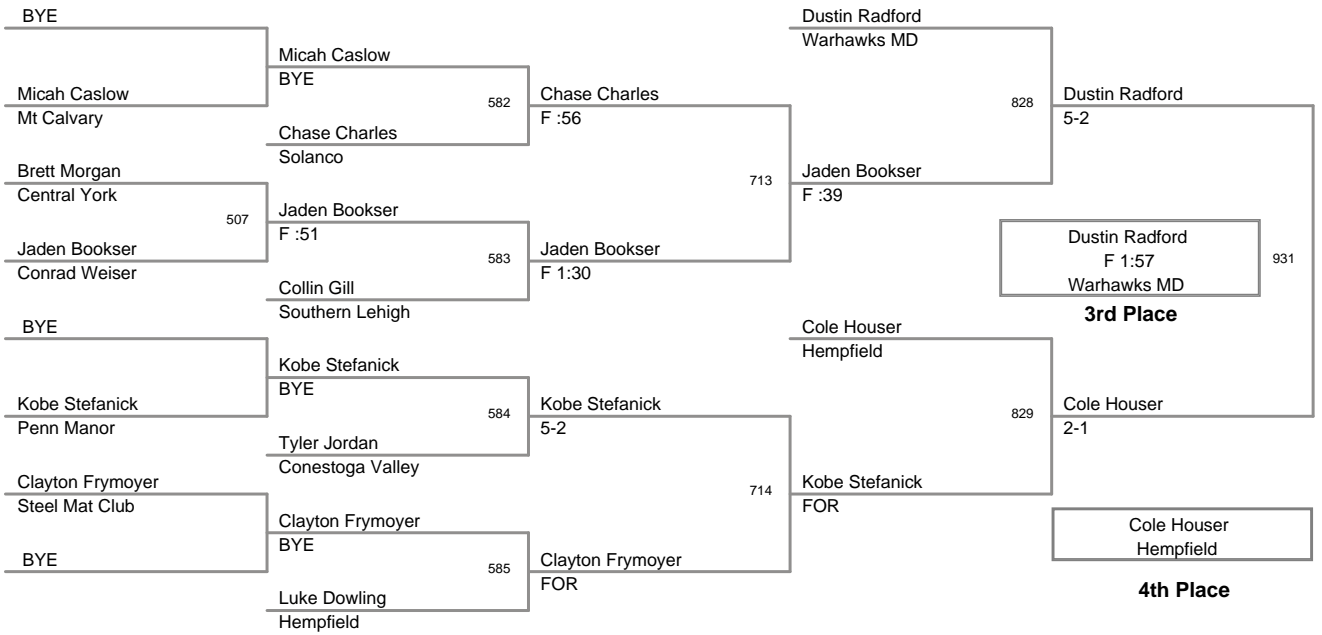 BYE
Micah Caslow
Mt Calvary
Brett Morgan
Central York
507
Jaden Bookser
Conrad Weiser
BYE
Kobe Stefanick
Penn Manor
Clayton Frymoyer
Steel Mat Club
BYE
Micah Caslow
BYE
582
Chase Charles
Solanco
Jaden Bookser
F :51
583
Collin Gill
Southern Lehigh
Kobe Stefanick
BYE
584
Tyler Jordan
Conestoga Valley
Clayton Frymoyer
BYE
585
Luke Dowling
Hempfield
Chase Charles
F :56
713
Jaden Bookser
F 1:30
Kobe Stefanick
5-2
714
Clayton Frymoyer
FOR
Dustin Radford
Warhawks MD
828
Jaden Bookser
F :39
Cole Houser
Hempfield
829
Kobe Stefanick
FOR
Dustin Radford
5-2
Dustin Radford
F 1:57
Warhawks MD
931
3rd Place
Cole Houser
2-1
Cole Houser
Hempfield
4th Place